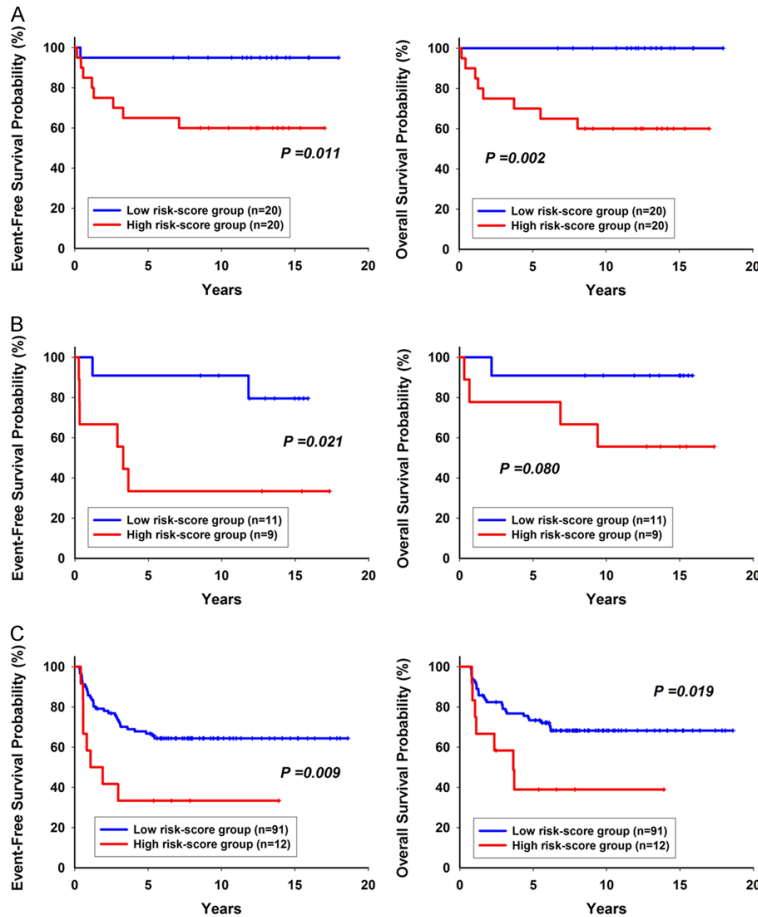 A
Event-Free Survival Probability (%)
100
80
60
40
20
0
P =0.011
Low risk-score group (n=20)
High risk-score group (n=20)
0 5 10 15 20
Years
Overall Survival Probability (%)
100
80
60
40
20
0
P =0.002
Low risk-score group (n=20)
High risk-score group (n=20)
0 5 10 15 20
Years
B
Event-Free Survival Probability (%)
100
80
60
40
20
0
P =0.021
Low risk-score group (n=11)
High risk-score group (n=9)
0 5 10 15 20
Years
Overall Survival Probability (%)
100
80
60
40
20
0
P =0.080
Low risk-score group (n=11)
High risk-score group (n=9)
0 5 10 15 20
Years
C
Event-Free Survival Probability (%)
100
80
60
40
20
0
P =0.009
Low risk-score group (n=91)
High risk-score group (n=12)
0 5 10 15 20
Years
Overall Survival Probability (%)
100
80
60
40
20
0
P =0.019
Low risk-score group (n=91)
High risk-score group (n=12)
0 5 10 15 20
Years